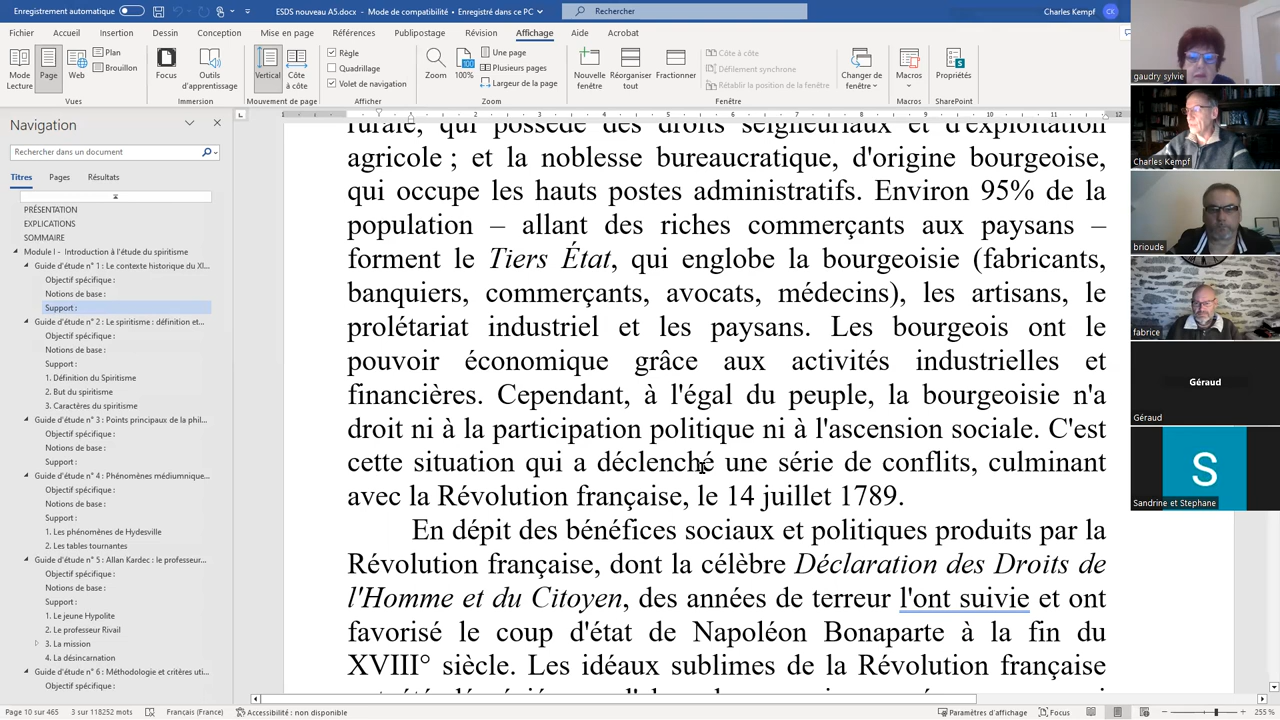 Enregistrement automatique
ESDS nouveau A5.docx - Mode de compatibilité • Enregistré dans ce PC
Rechercher
Charles Kempf
CK
Fichier Accueil Insertion Dessin Conception Mise en page Références Publipostage Révision Affichage Aide Acrobat
Mode Lecture
Page
Web
Plan
Brouillon
Vues
Focus
Outils d'apprentissage
Immersion
Vertical
Côte à côte
Mouvement de page
Règle
Quadrillage
Volet de navigation
Afficher
Zoom
100%
Une page
Plusieurs pages
Largeur de la page
Zoom
Nouvelle fenêtre
Réorganiser tout
Fractionner
Côte à côte
Défilement synchrone
Rétablir la position de la fenêtre
Changer de fenêtre
Fenêtre
Macros
Macros
Propriétés
SharePoint
Navigation
Rechercher dans un document
Titres Pages Résultats
PRÉSENTATION
EXPLICATIONS
SOMMAIRE
Module I - Introduction à l'étude du spiritisme
Guide d'étude n° 1 : Le contexte historique du XI...
Objectif spécifique :
Notions de base :
Support :
Guide d'étude n° 2 : Le spiritisme : définition et...
Objectif spécifique :
Notions de base :
Support :
1. Définition du Spiritisme
2. But du spiritisme
3. Caractères du spiritisme
Guide d'étude n° 3 : Points principaux de la phil...
Objectif spécifique :
Notions de base :
Support :
Guide d'étude n° 4 : Phénomènes médiumnique...
Objectif spécifique :
Notions de base :
Support :
1. Les phénomènes de Hydesville
2. Les tables tournantes
Guide d'étude n° 5 : Allan Kardec : le professeur...
Objectif spécifique :
Notions de base :
Support :
1. Le jeune Hypolite
2. Le professeur Rivail
3. La mission
4. La désincarnation
Guide d'étude n° 6 : Méthodologie et critères uti...
Objectif spécifique :
rurale, qui possède des droits seigneuriaux et d'exploitation
agricole ; et la noblesse bureaucratique, d'origine bourgeoise,
qui occupe les hauts postes administratifs. Environ 95% de la
population – allant des riches commerçants aux paysans –
forment le Tiers État, qui englobe la bourgeoisie (fabricants,
banquiers, commerçants, avocats, médecins), les artisans, le
prolétariat industriel et les paysans. Les bourgeois ont le
pouvoir économique grâce aux activités industrielles et
financières. Cependant, à l'égal du peuple, la bourgeoisie n'a
droit ni à la participation politique ni à l'ascension sociale. C'est
cette situation qui a déclenché une série de conflits, culminant
avec la Révolution française, le 14 juillet 1789.
En dépit des bénéfices sociaux et politiques produits par la
Révolution française, dont la célèbre Déclaration des Droits de
l'Homme et du Citoyen, des années de terreur l'ont suivie et ont
favorisé le coup d'état de Napoléon Bonaparte à la fin du
XVIII° siècle. Les idéaux sublimes de la Révolution française
gaudry sylvie
Charles Kempf
brioude
fabrice
Géraud
Géraud
S
Sandrine et Stephane
Page 10 sur 465 3 sur 118252 mots Français (France) Accessibilité : non disponible Paramètres d'affichage Focus 255 %